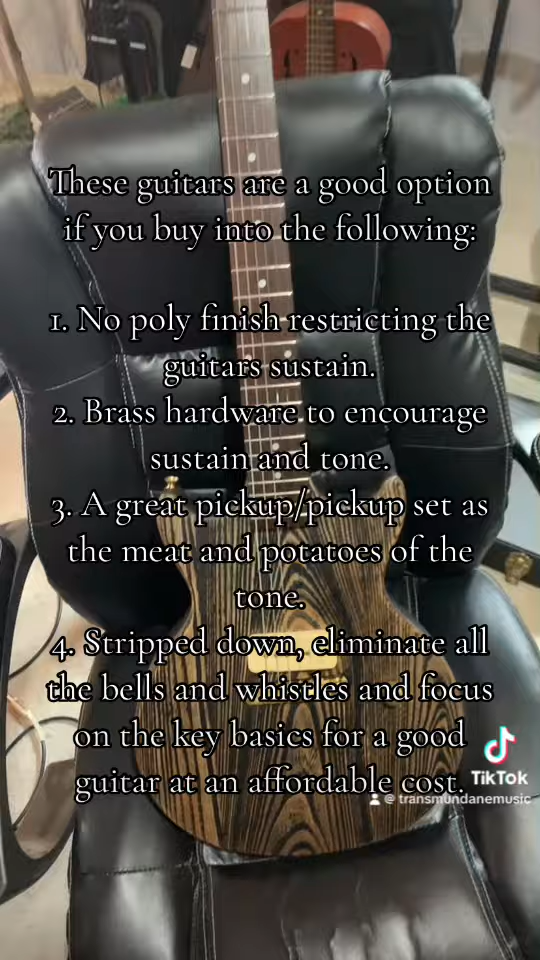 These guitars are a good option
if you buy into the following:
1. No poly finish restricting the
guitars sustain.
2. Brass hardware to encourage
sustain and tone.
3. A great pickup/pickup set as
the meat and potatoes of the
tone.
4. Stripped down, eliminate all
the bells and whistles and focus
on the key basics for a good
guitar at an affordable cost.
TikTok
@ transmundanemusic